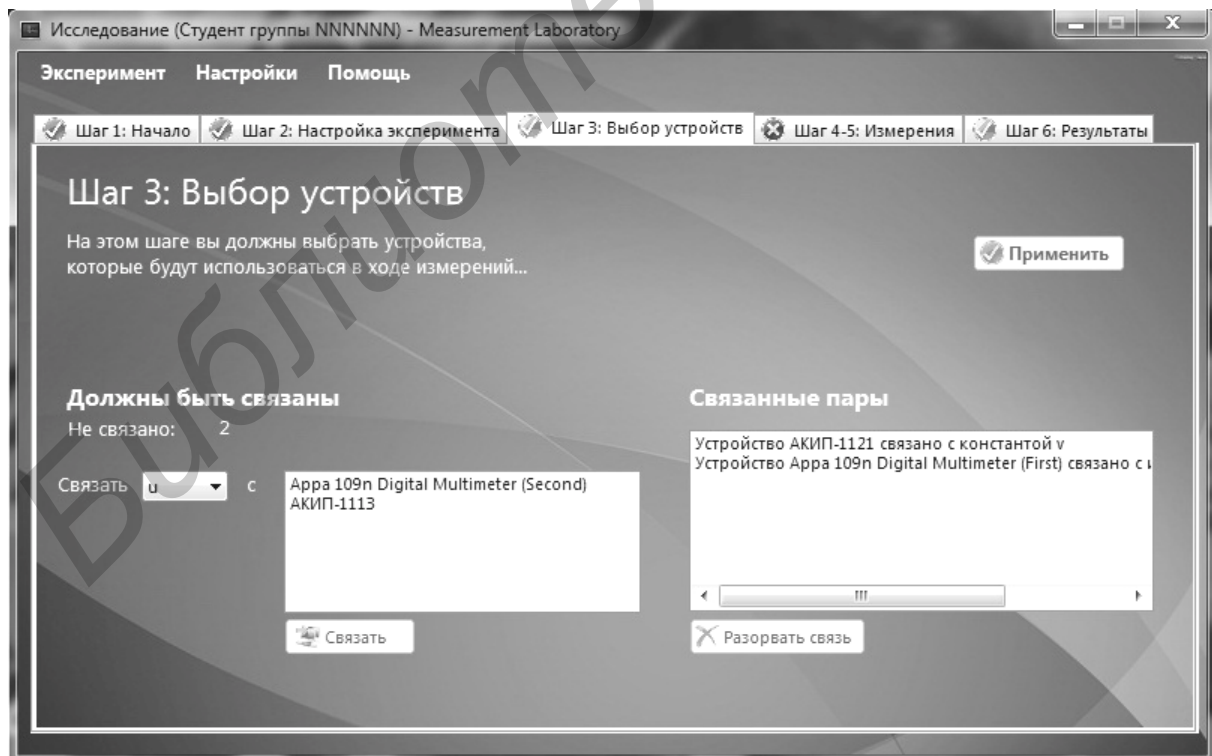 Исследование (Студент группы NNNNNN) - Measurement Laboratory
Эксперимент Настройки Помощь
Шаг 1: Начало Шаг 2: Настройка эксперимента Шаг 3: Выбор устройств Шаг 4-5: Измерения Шаг 6: Результаты
Шаг 3: Выбор устройств
На этом шаге вы должны выбрать устройства,
которые будут использоваться в ходе измерений...
Применить
Должны быть связаны
Не связано: 2
Связать u с
Appa 109n Digital Multimeter (Second)
АКИП-1113
Связать
Связанные пары
Устройство АКИП-1121 связано с константой v
Устройство Appa 109n Digital Multimeter (First) связано с
Разорвать связь